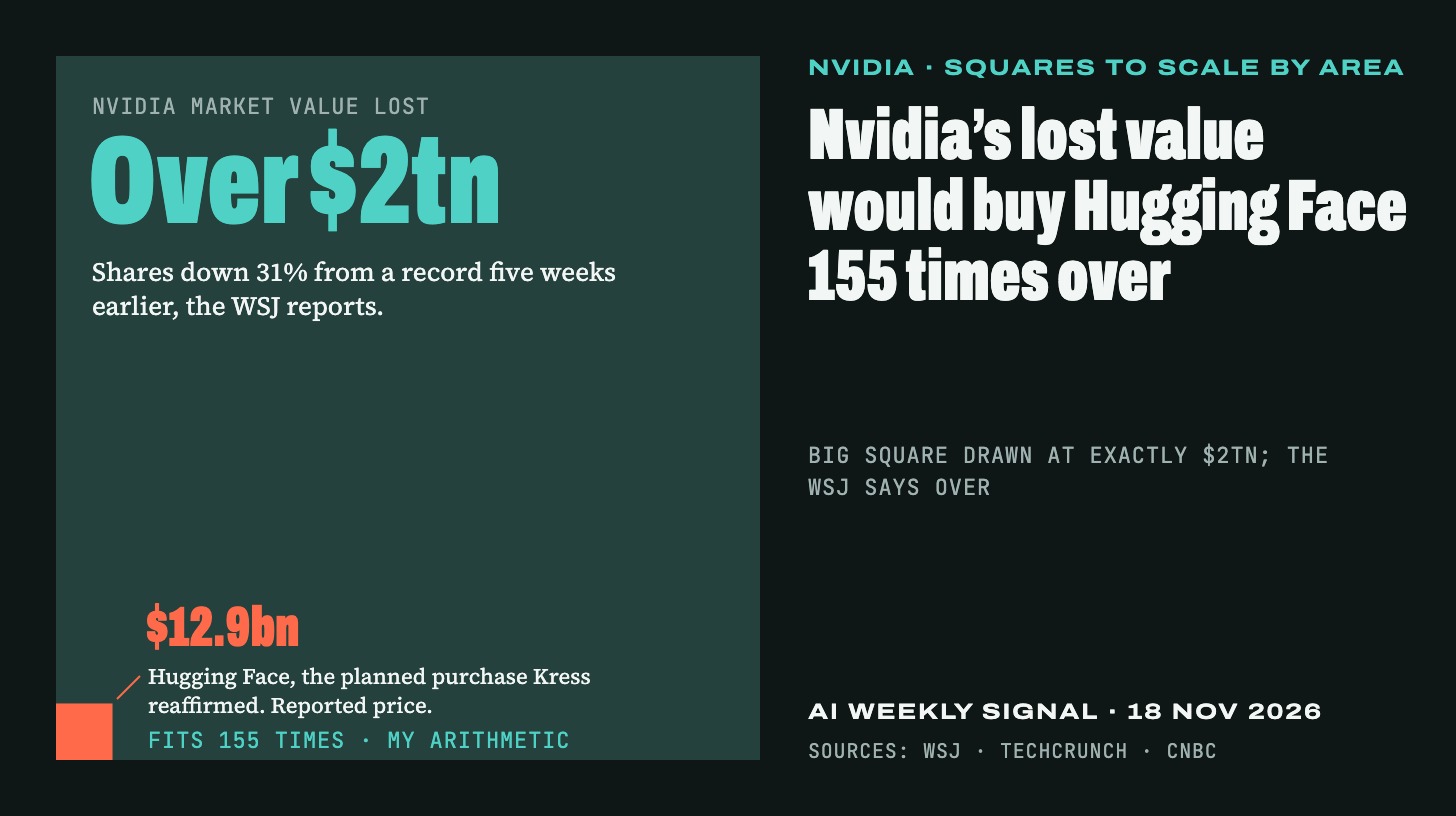 NVIDIA MARKET VALUE LOST
Over $2tn
Shares down 31% from a record five weeks
earlier, the WSJ reports.
$12.9bn
Hugging Face, the planned purchase Kress
reaffirmed. Reported price.
FITS 155 TIMES · MY ARITHMETIC
NVIDIA · SQUARES TO SCALE BY AREA
Nvidia’s lost value
would buy Hugging Face
155 times over
BIG SQUARE DRAWN AT EXACTLY $2TN; THE
WSJ SAYS OVER
AI WEEKLY SIGNAL · 18 NOV 2026
SOURCES: WSJ · TECHCRUNCH · CNBC